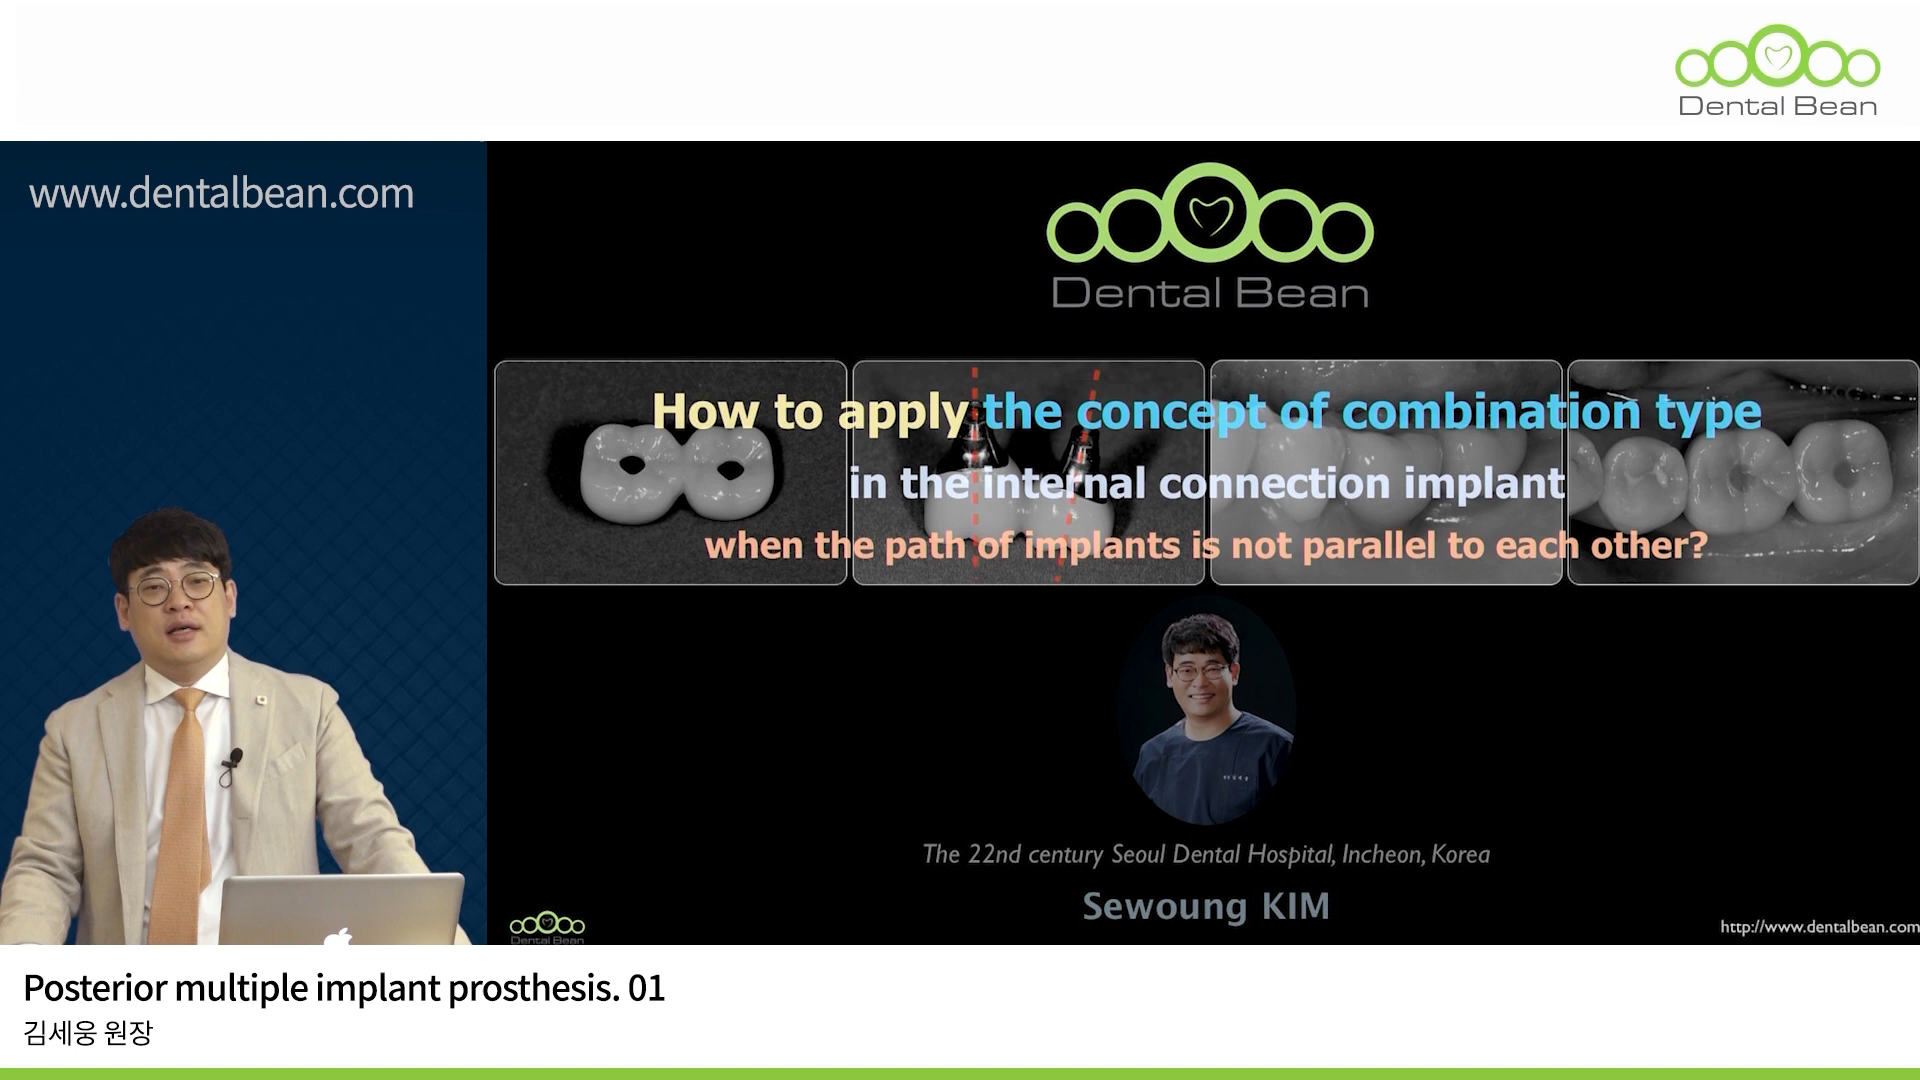 Dental Bean
www.dentalbean.com
Dental Bean
How to apply the concept of combination type
in the internal connection implant
when the path of implants is not parallel to each other?
The 22nd century Seoul Dental Hospital, Incheon, Korea
Sewoung KIM
Dental Bean
http://www.dentalbean.com
Posterior multiple implant prosthesis. 01
김세웅 원장